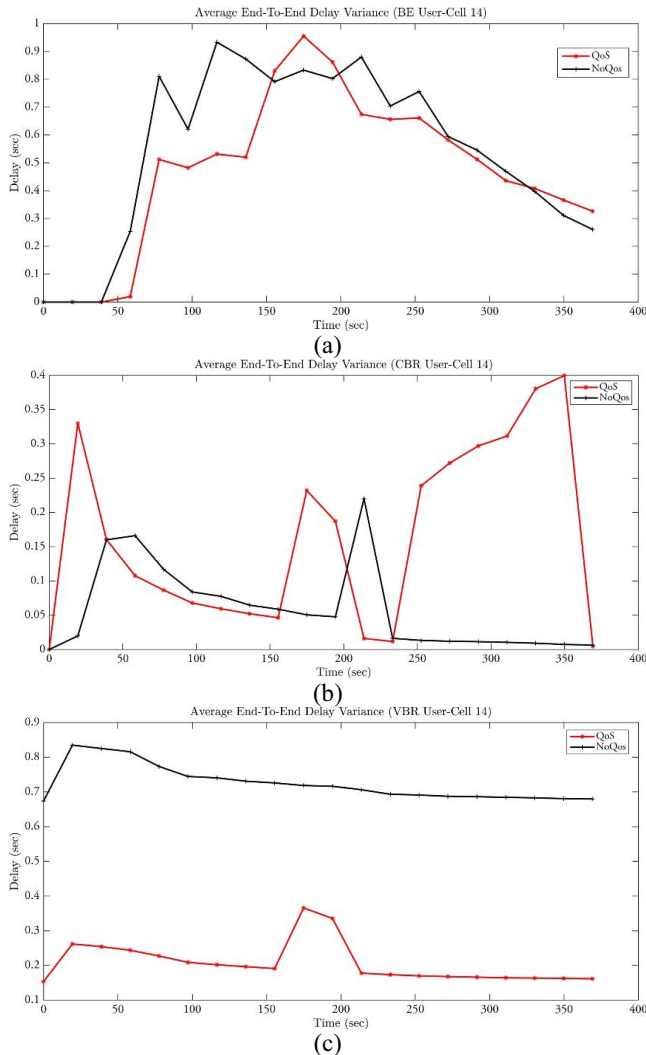 Average End-To-End Delay Variance (BE User-Cell 14)
1
0.9
0.8
0.7
0.6
0.5
0.4
0.3
0.2
0.1
0
Delay (sec)
QoS
NoQos
0 50 100 150 200 250 300 350 400
Time (sec)
(a)
Average End-To-End Delay Variance (CBR User-Cell 14)
0.4
0.35
0.3
0.25
0.2
0.15
0.1
0.05
0
Delay (sec)
QoS
NoQos
0 50 100 150 200 250 300 350 400
Time (sec)
(b)
Average End-To-End Delay Variance (VBR User-Cell 14)
0.9
0.8
0.7
0.6
0.5
0.4
0.3
0.2
0.1
Delay (sec)
QoS
NoQos
0 50 100 150 200 250 300 350 400
Time (sec)
(c)